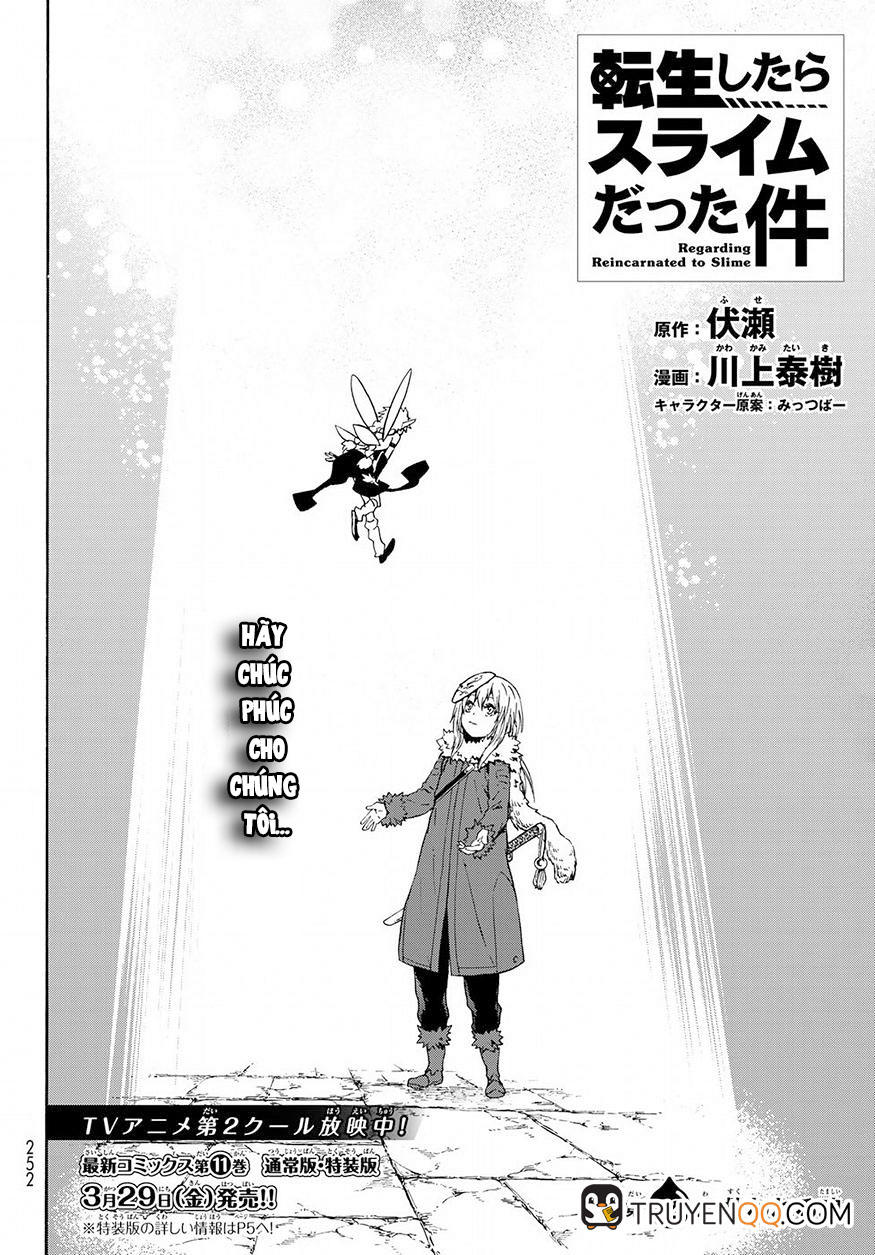 転生したら
スライム
だった件
Regarding
Reincarnated to Slime
原作：伏瀬
漫画：川上泰樹
キャラクター原案：みっつばー
HÃY
CHÚC
PHÚC
CHO
CHÚNG
TÔI...
TVアニメ第2クール放映中！
最新コミックス第11巻 通常版・特装版
3月29日(金)発売!!
※特装版の詳しい情報はP5へ!
252
TRUYENQQ.COM